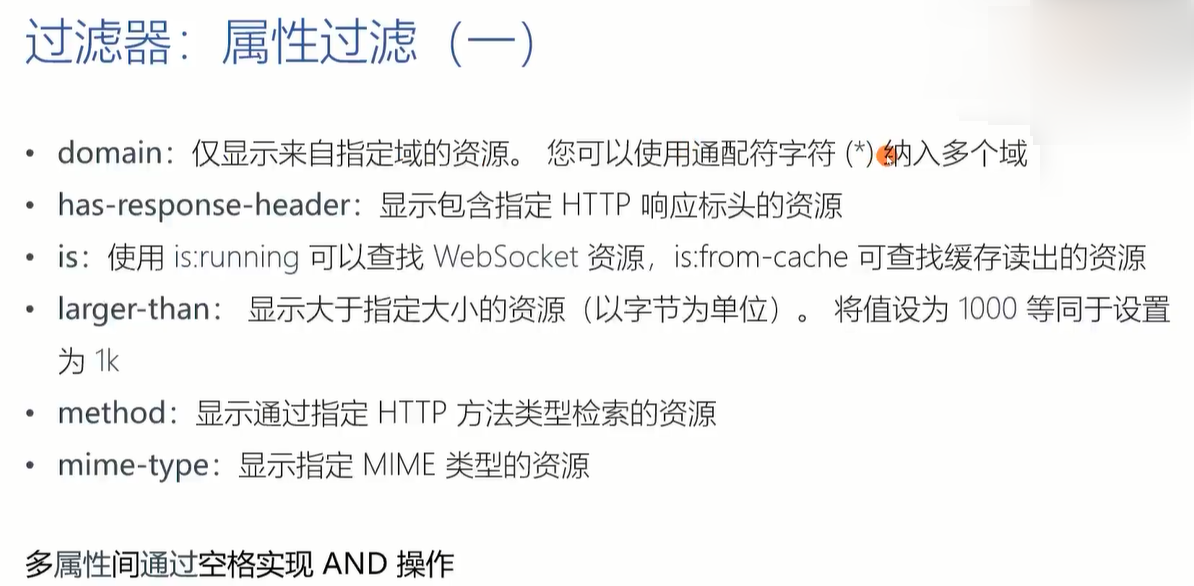 过滤器：属性过滤（一）
• domain：仅显示来自指定域的资源。 您可以使用通配符字符 (*) 纳入多个域
• has-response-header：显示包含指定 HTTP 响应标头的资源
• is：使用 is:running 可以查找 WebSocket 资源，is:from-cache 可查找缓存读出的资源
• larger-than： 显示大于指定大小的资源（以字节为单位）。 将值设为 1000 等同于设置
为 1k
• method：显示通过指定 HTTP 方法类型检索的资源
• mime-type：显示指定 MIME 类型的资源
多属性间通过空格实现 AND 操作